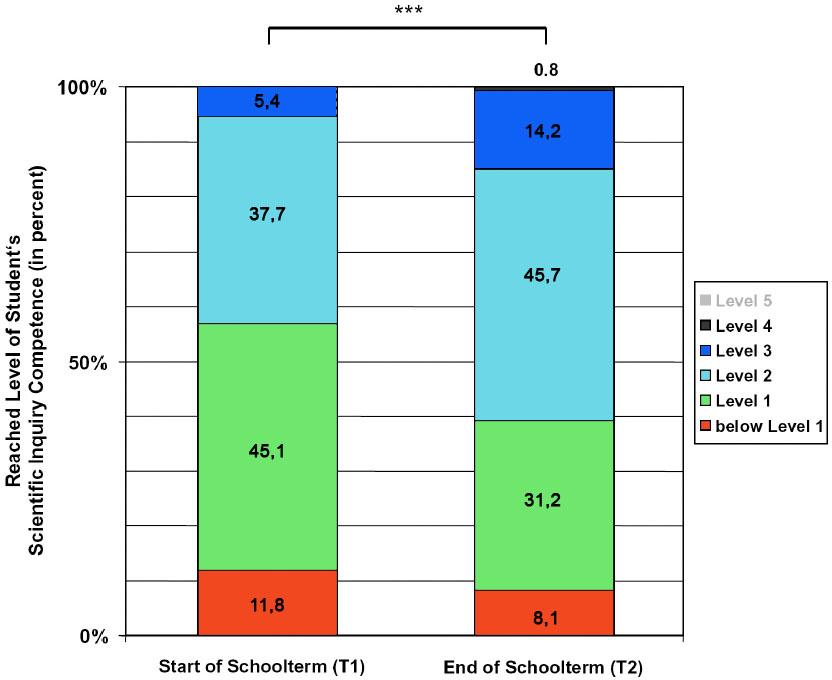 ***
0.8
100%
5,4
14,2
37,7
45,7
50%
45,1
31,2
11,8
8,1
0%
Reached Level of Student‘s
Scientific Inquiry Competence (in percent)
Start of Schoolterm (T1)
End of Schoolterm (T2)
Level 5
Level 4
Level 3
Level 2
Level 1
below Level 1